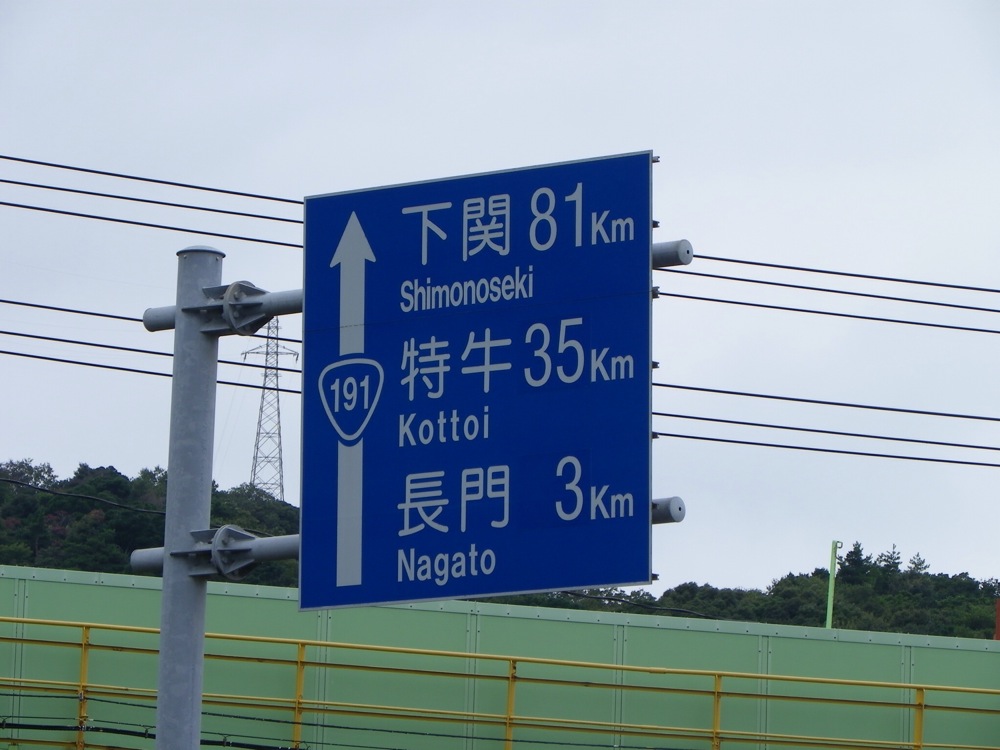 下関 81Km
Shimonoseki
特牛 35Km
191
Kottoi
長門 3Km
Nagato